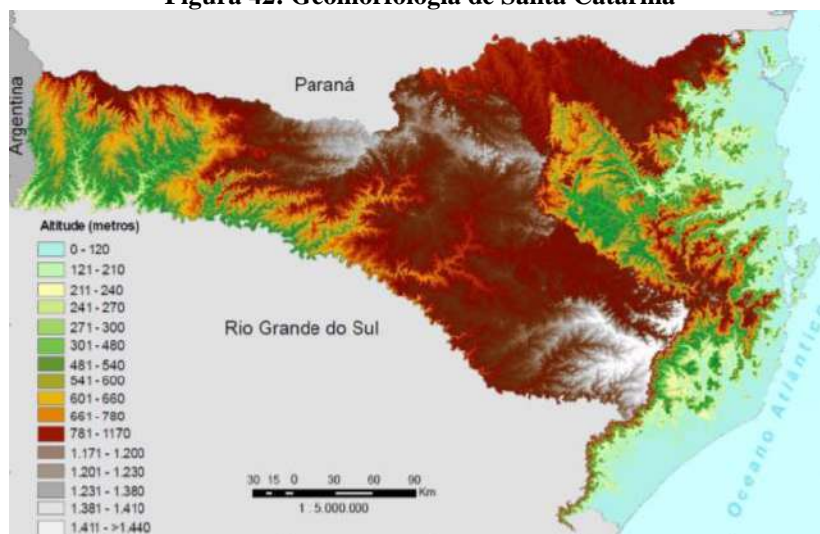 Figura 42: Geomorfologia de Santa Catarina
Argentina
Paraná
Altitude (metros)
0 - 120
121 - 210
211 - 240
241 - 270
271 - 300
301 - 480
481 - 540
541 - 600
601 - 660
661 - 780
781 - 1170
1.171 - 1.200
1.201 - 1.230
1.231 - 1.380
1.381 - 1.410
1.411 - >1.440
Rio Grande do Sul
30 15 0 30 60 90
Km
1 : 5.000.000
Oceano Atlântico